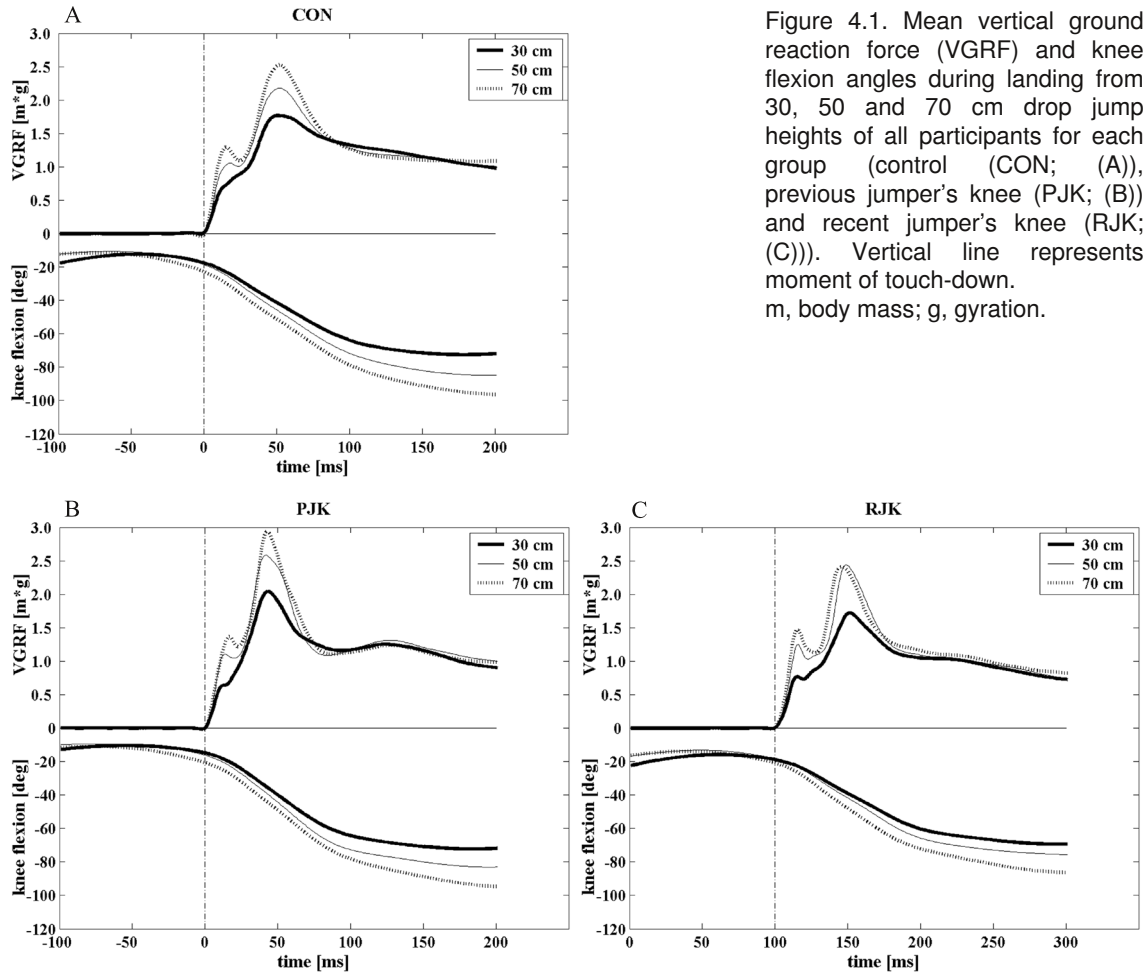 A
CON
30 cm
50 cm
70 cm
VGRF [m*g]
3.0
2.5
2.0
1.5
1.0
0.5
0
knee flexion [deg]
-20
-40
-60
-80
-100
-120
-100 -50 0 50 100 150 200
time [ms]
Figure 4.1. Mean vertical ground
reaction force (VGRF) and knee
flexion angles during landing from
30, 50 and 70 cm drop jump
heights of all participants for each
group (control (CON; (A)),
previous jumper's knee (PJK; (B))
and recent jumper's knee (RJK;
(C))). Vertical line represents
moment of touch-down.
m, body mass; g, gyration.
B
PJK
30 cm
50 cm
70 cm
VGRF [m*g]
3.0
2.5
2.0
1.5
1.0
0.5
0
knee flexion [deg]
-20
-40
-60
-80
-100
-120
-100 -50 0 50 100 150 200
time [ms]
C
RJK
30 cm
50 cm
70 cm
VGRF [m*g]
3.0
2.5
2.0
1.5
1.0
0.5
0
knee flexion [deg]
-20
-40
-60
-80
-100
-120
0 50 100 150 200 250 300
time [ms]